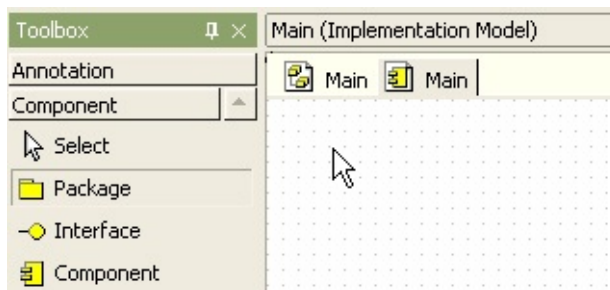 Toolbox
Annotation
Component
Select
Package
Interface
Component
Main (Implementation Model)
Main Main